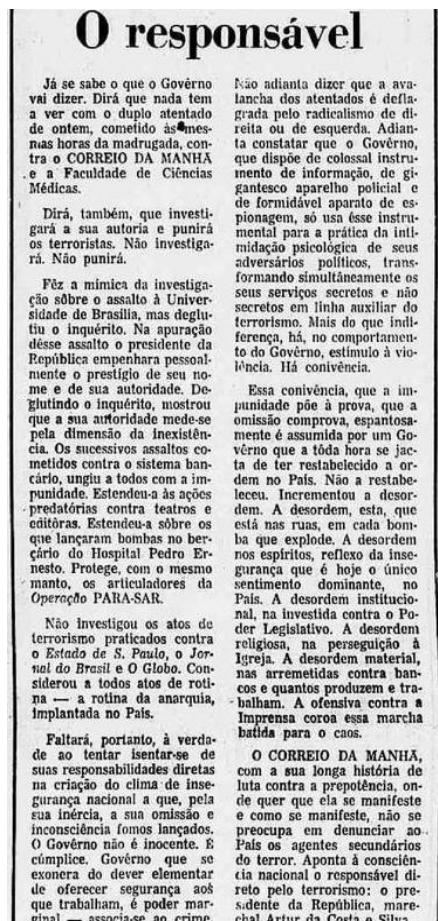 O responsável
Já se sabe o que o Govêrno
vai dizer. Dirá que nada tem
a ver com o duplo atentado
de ontem, cometido às mes-
mas horas da madrugada, con-
tra o CORREIO DA MANHÃ
e a Faculdade de Ciências
Médicas.
Dirá, também, que investi-
gará a sua autoria e punirá
os terroristas. Não investiga-
rá. Não punirá.
Fêz a mímica da investiga-
ção sôbre o assalto à Univer-
sidade de Brasília, mas deglu-
tiu o inquérito. Na apuração
dêsse assalto o presidente da
República empenhara pessoal-
mente o prestígio de seu no-
me e de sua autoridade. De-
glutindo o inquérito, mostrou
que a sua autoridade mede-se
pela dimensão da inexistên-
cia. Os sucessivos assaltos co-
metidos contra o sistema ban-
cário, ungiu a todos com a im-
punidade. Estendeu-a às ações
predatórias contra teatros e
editôras. Estendeu-a sôbre os
que lançaram bombas no ber-
çário do Hospital Pedro Er-
nesto. Protege, com o mesmo
manto, os articuladores da
Operação PARA-SAR.
Não investigou os atos de
terrorismo praticados contra
o Estado de S. Paulo, o Jor-
nal do Brasil e O Globo. Con-
siderou a todos atos de roti-
na — a rotina da anarquia,
implantada no País.
Faltará, portanto, à verda-
de ao tentar isentar-se de
suas responsabilidades diretas
na criação do clima de inse-
gurança nacional a que, pela
sua inércia, a sua omissão e
inconsciência fomos lançados.
O Govêrno não é inocente. É
cúmplice. Govêrno que se
exonera do dever elementar
de oferecer segurança aos
que trabalham, é poder mar-
ginal — associa-se ao crime.
Não adianta dizer que a ava-
lancha dos atentados é defla-
grada pelo radicalismo de di-
reita ou de esquerda. Adian-
ta constatar que o Govêrno,
que dispõe de colossal instru-
mento de informação, de gi-
gantesco aparelho policial e
de formidável aparato de es-
pionagem, só usa êsse instru-
mental para a prática da inti-
midação psicológica de seus
adversários políticos, trans-
formando simultâneamente os
seus serviços secretos e não
secretos em linha auxiliar do
terrorismo. Mais do que indi-
ferença, há, no comportamen-
to do Govêrno, estímulo à vio-
lência. Há conivência.
Essa conivência, que a im-
punidade põe à prova, que a
omissão comprova, espantosa-
mente é assumida por um Go-
vêrno que a tôda hora se jac-
ta de ter restabelecido a or-
dem no País. Não a restabe-
leceu. Incrementou a desor-
dem. A desordem, esta, que
está nas ruas, em cada bom-
ba que explode. A desordem
nos espíritos, reflexo da inse-
gurança que é hoje o único
sentimento dominante, no
País. A desordem institucio-
nal, na investida contra o Po-
der Legislativo. A desordem
religiosa, na perseguição à
Igreja. A desordem material,
nas arremetidas contra ban-
cos e quantos produzem e tra-
balham. A ofensiva contra a
Imprensa coroa essa marcha
batida para o caos.
O CORREIO DA MANHÃ,
com a sua longa história de
luta contra a prepotência, on-
de quer que ela se manifeste
e como se manifeste, não se
preocupa em denunciar ao
País os agentes secundários
do terror. Aponta à consciên-
cia nacional o responsável di-
reto pelo terrorismo: o pre-
sidente da República, mare-
chal Artur da Costa e Silva.